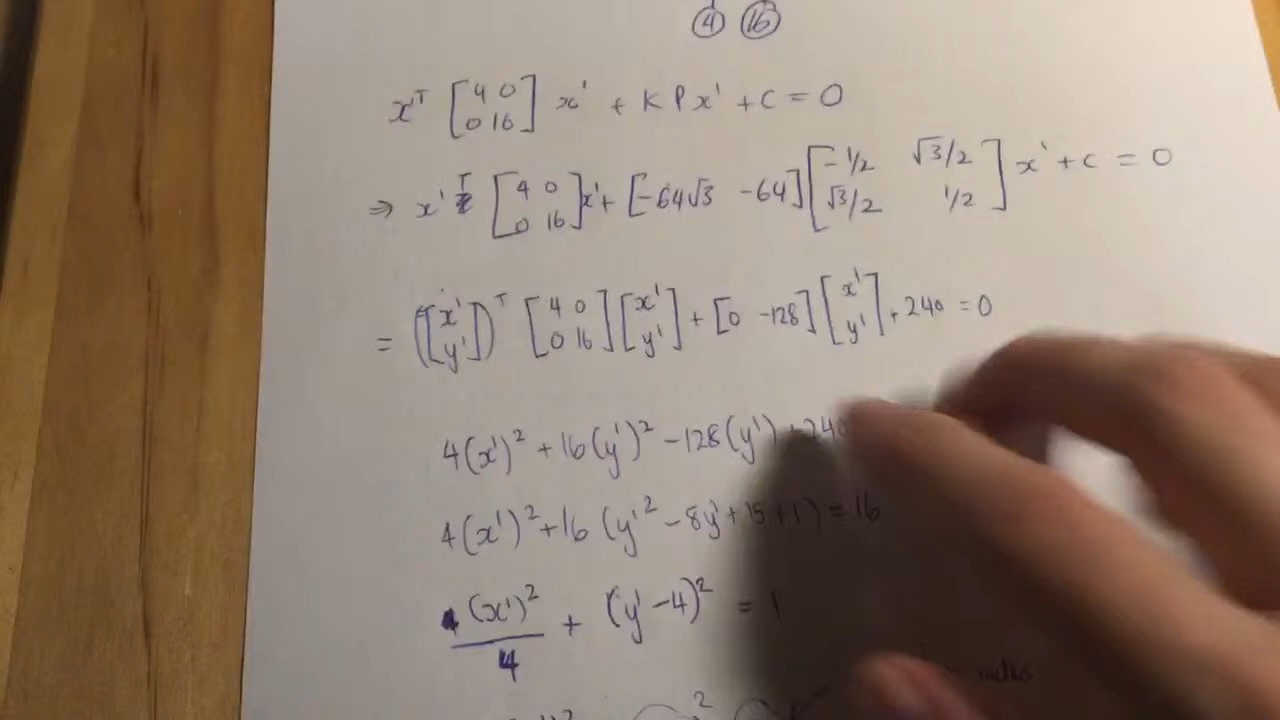 ④ ⑯
x'ᵀ [4 0; 0 16] x' + K P x' + C = 0
⇒ x'ᵀ [4 0; 0 16] x' + [-64√3 -64] [-1/2 √3/2; √3/2 1/2] x' + C = 0
= ([x'; y'])ᵀ [4 0; 0 16] [x'; y'] + [0 -128] [x'; y'] + 240 = 0
4(x')² + 16(y')² - 128(y') + 240
4(x')² + 16(y'² - 8y' + 15 + 1) = 16
(x')²/4 + (y' - 4)² = 1